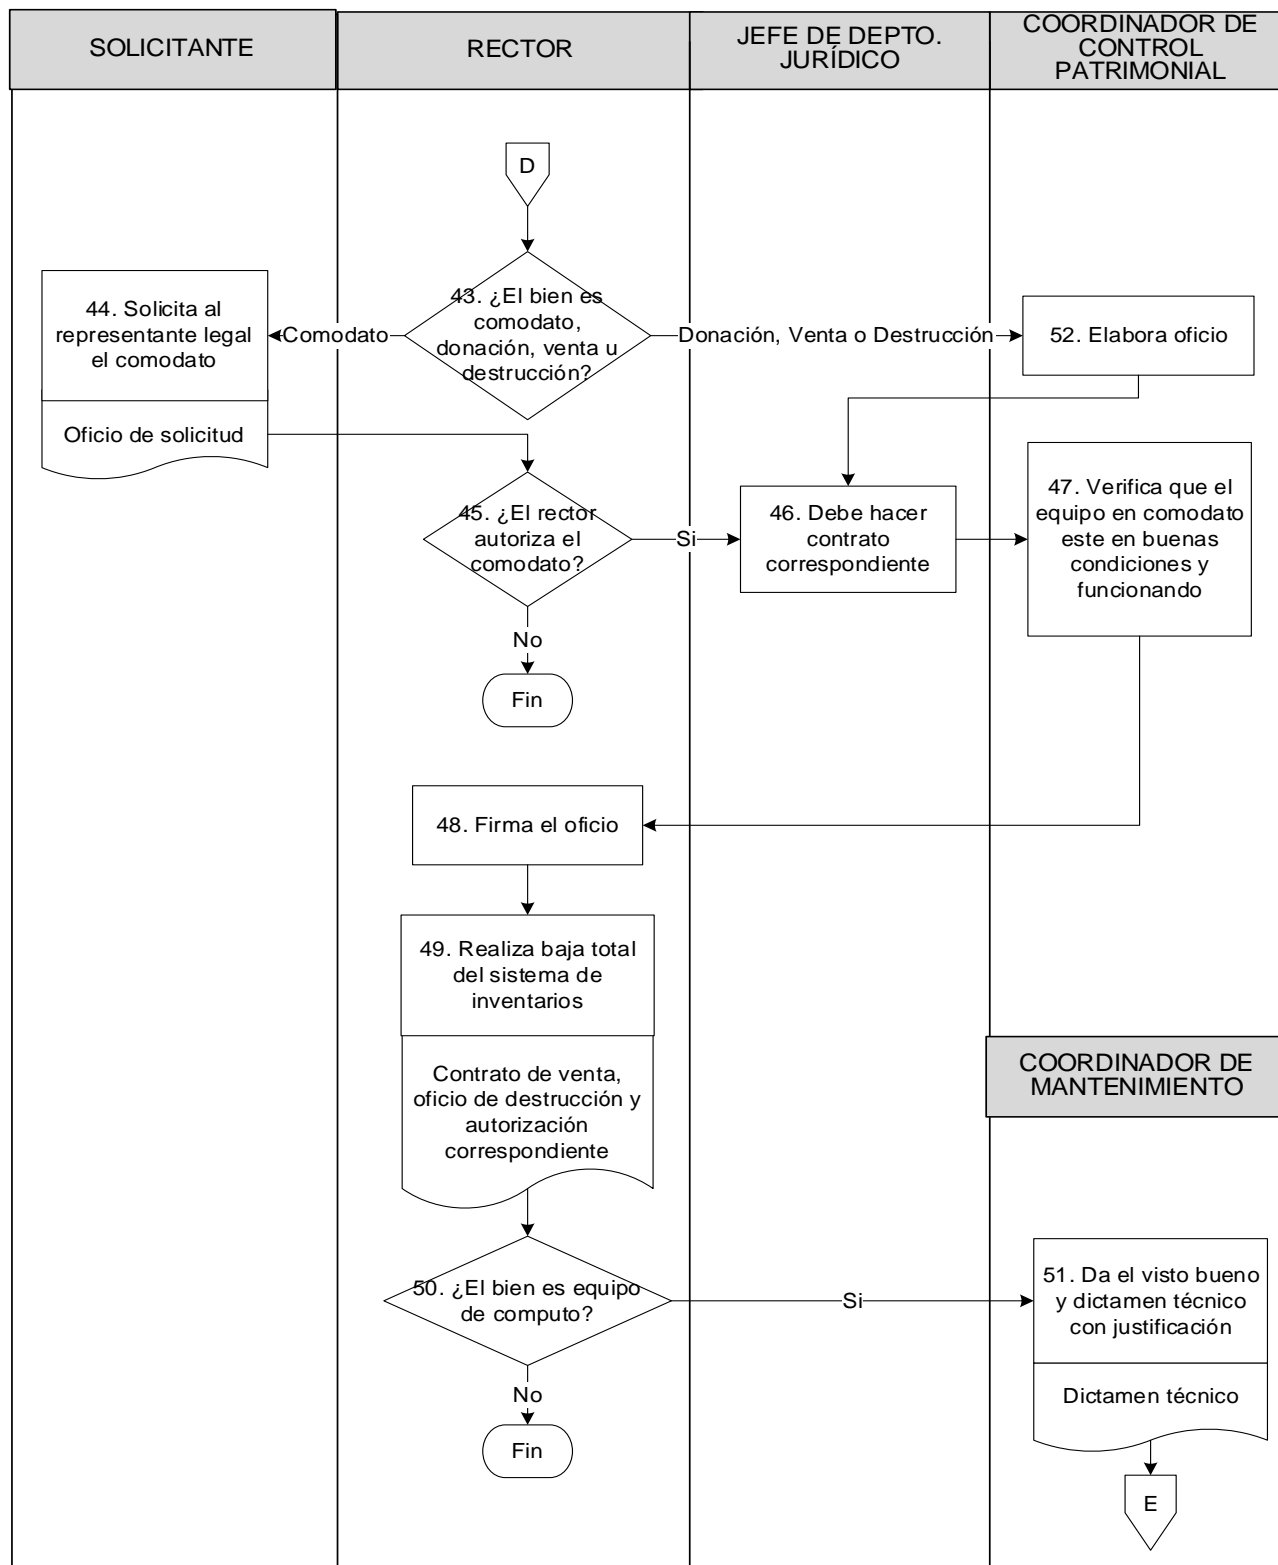 SOLICITANTE
RECTOR
JEFE DE DEPTO.
JURÍDICO
COORDINADOR DE
CONTROL
PATRIMONIAL
D
43. ¿El bien es
comodato,
donación, venta u
destrucción?
Comodato
Donación, Venta o Destrucción
44. Solicita al
representante legal
el comodato
Oficio de solicitud
52. Elabora oficio
45. ¿El rector
autoriza el
comodato?
Si
No
Fin
46. Debe hacer
contrato
correspondiente
47. Verifica que el
equipo en comodato
este en buenas
condiciones y
funcionando
48. Firma el oficio
49. Realiza baja total
del sistema de
inventarios
Contrato de venta,
oficio de destrucción y
autorización
correspondiente
COORDINADOR DE
MANTENIMIENTO
50. ¿El bien es equipo
de computo?
Si
No
Fin
51. Da el visto bueno
y dictamen técnico
con justificación
Dictamen técnico
E